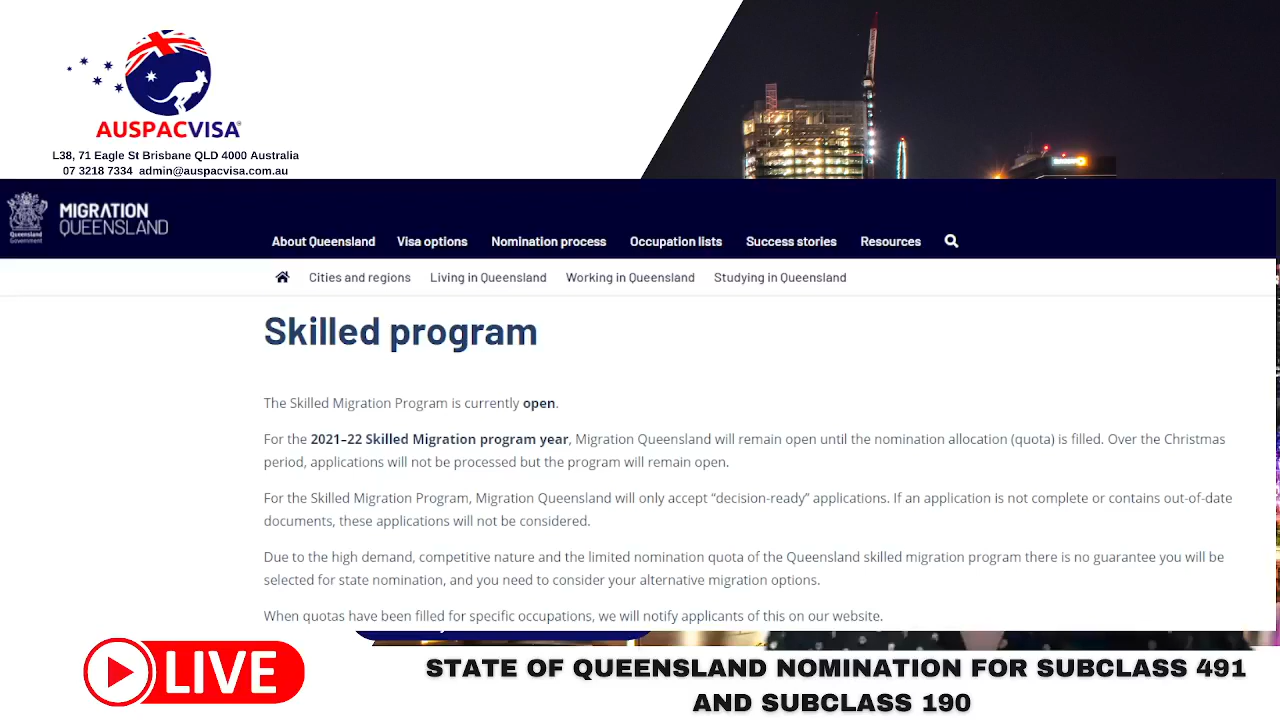 AUSPACVISA®
L38, 71 Eagle St Brisbane QLD 4000 Australia
07 3218 7334 admin@auspacvisa.com.au
Queensland
Government
MIGRATION
QUEENSLAND
About Queensland Visa options Nomination process Occupation lists Success stories Resources
Cities and regions Living in Queensland Working in Queensland Studying in Queensland
Skilled program
The Skilled Migration Program is currently open.
For the 2021–22 Skilled Migration program year, Migration Queensland will remain open until the nomination allocation (quota) is filled. Over the Christmas
period, applications will not be processed but the program will remain open.
For the Skilled Migration Program, Migration Queensland will only accept “decision-ready” applications. If an application is not complete or contains out-of-date
documents, these applications will not be considered.
Due to the high demand, competitive nature and the limited nomination quota of the Queensland skilled migration program there is no guarantee you will be
selected for state nomination, and you need to consider your alternative migration options.
When quotas have been filled for specific occupations, we will notify applicants of this on our website.
LIVE
STATE OF QUEENSLAND NOMINATION FOR SUBCLASS 491
AND SUBCLASS 190